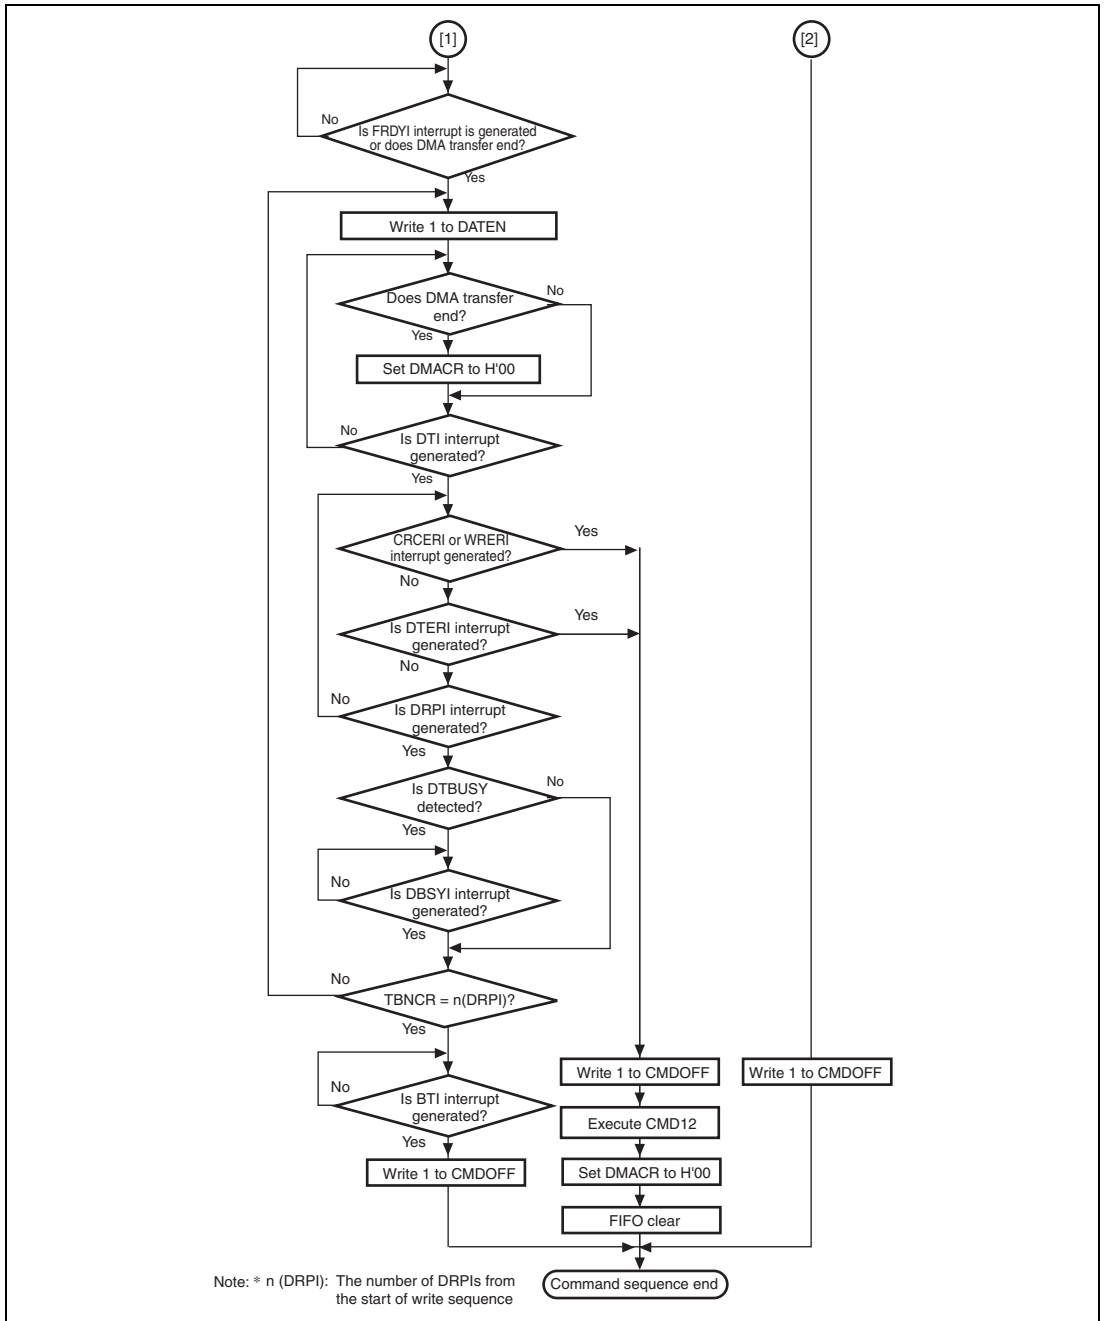 [1]
[2]
No
Is FRDYI interrupt is generated
or does DMA transfer end?
Yes
Write 1 to DATEN
Does DMA transfer
end?
No
Yes
Set DMACR to H'00
No
Is DTI interrupt
generated?
Yes
CRCERI or WRERI
interrupt generated?
Yes
No
Is DTERI interrupt
generated?
Yes
No
No
Is DRPI interrupt
generated?
Yes
Is DTBUSY
detected?
No
Yes
No
Is DBSYI interrupt
generated?
Yes
No
TBNCR = n(DRPI)?
Yes
No
Is BTI interrupt
generated?
Yes
Write 1 to CMDOFF
Write 1 to CMDOFF
Execute CMD12
Set DMACR to H'00
FIFO clear
Write 1 to CMDOFF
Command sequence end
Note: * n (DRPI): The number of DRPIs from
the start of write sequence